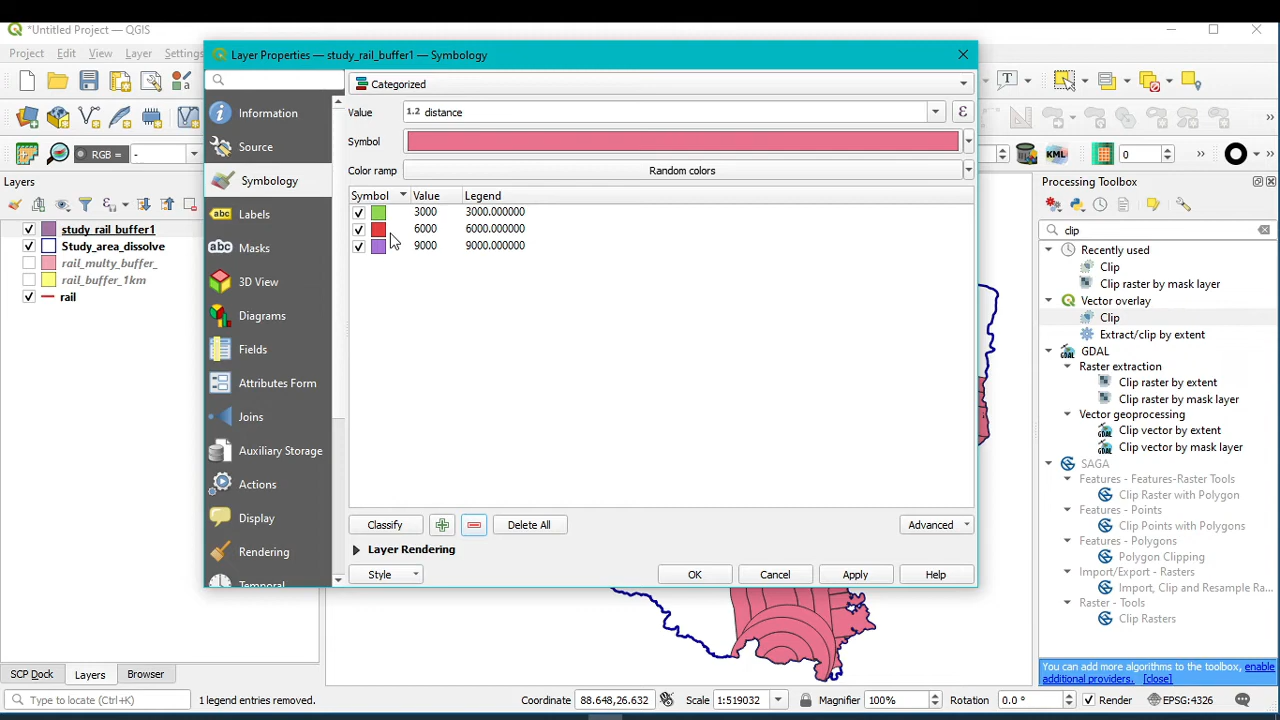 *Untitled Project — QGIS
Project Edit View Layer Settings
Layer Properties — study_rail_buffer1 — Symbology
RGB = -
0
KML
Layers
study_rail_buffer1
Study_area_dissolve
rail_multy_buffer_
rail_buffer_1km
rail
Information
Source
Symbology
Labels
Masks
3D View
Diagrams
Fields
Attributes Form
Joins
Auxiliary Storage
Actions
Display
Rendering
Temporal
Categorized
Value 1.2 distance
Symbol
Color ramp Random colors
Symbol Value Legend
3000 3000.000000
6000 6000.000000
9000 9000.000000
Classify Delete All Advanced
Layer Rendering
Style OK Cancel Apply Help
Processing Toolbox
clip
Recently used
Clip
Clip raster by mask layer
Vector overlay
Clip
Extract/clip by extent
GDAL
Raster extraction
Clip raster by extent
Clip raster by mask layer
Vector geoprocessing
Clip vector by extent
Clip vector by mask layer
SAGA
Features - Features-Raster Tools
Clip Raster with Polygon
Features - Points
Clip Points with Polygons
Features - Polygons
Polygon Clipping
Import/Export - Rasters
Import, Clip and Resample Ra...
Raster - Tools
Clip Rasters
You can add more algorithms to the toolbox, enable
additional providers. [close]
SCP Dock Layers Browser
Type to locate (Ctrl+K) 1 legend entries removed. Coordinate 88.648,26.632 Scale 1:519032 Magnifier 100% Rotation 0.0 ° Render EPSG:4326